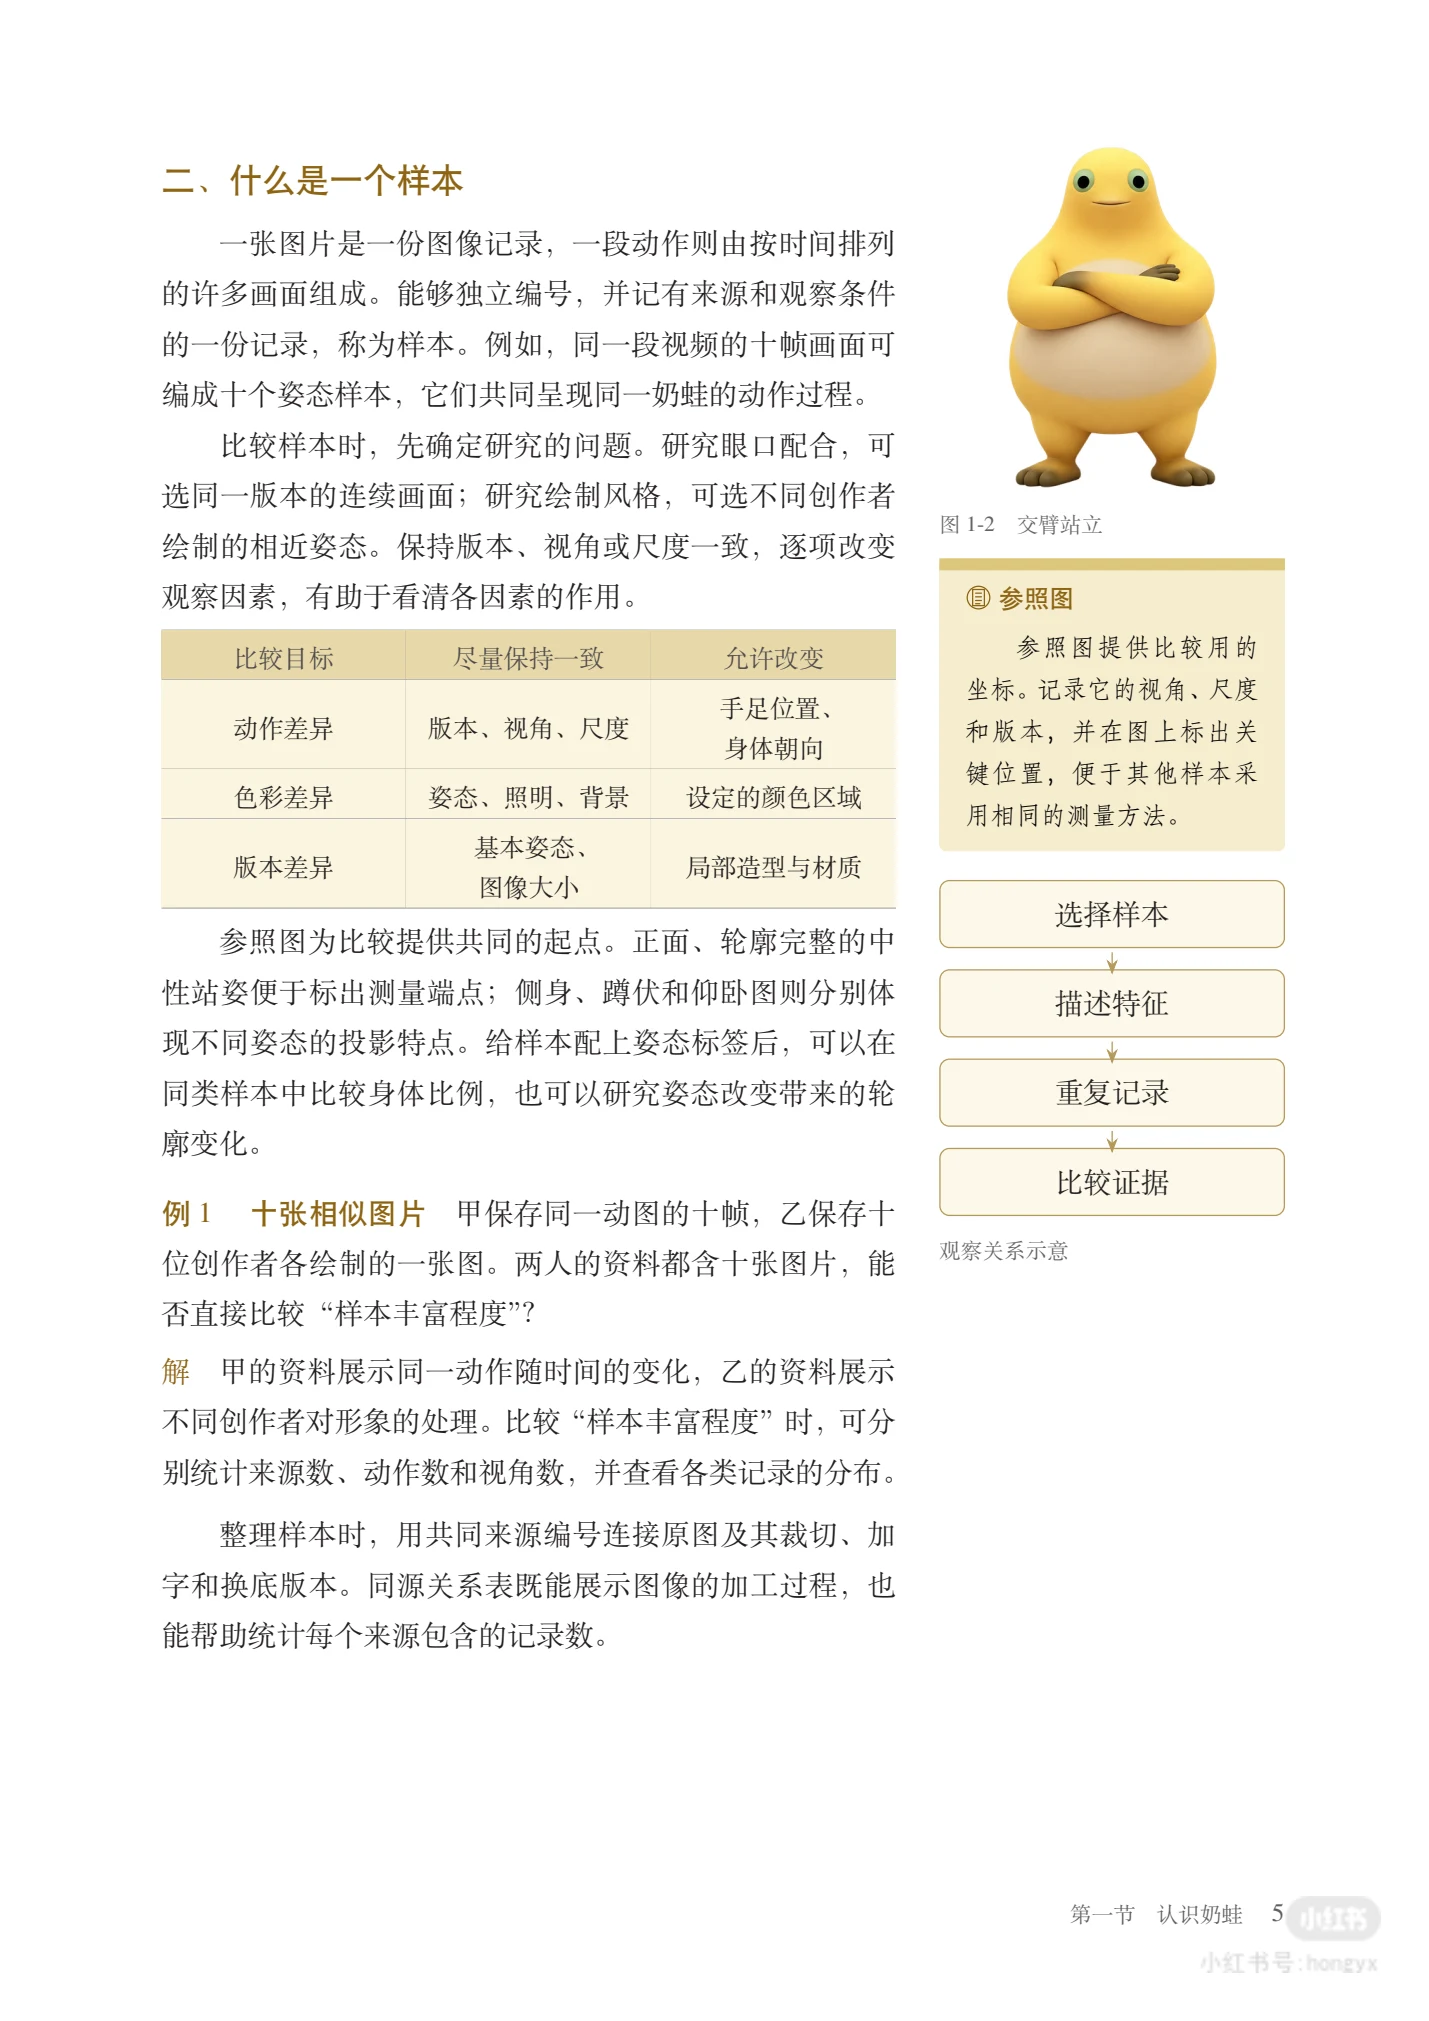 二、什么是一个样本
一张图片是一份图像记录，一段动作则由按时间排列
的许多画面组成。能够独立编号，并记有来源和观察条件
的一份记录，称为样本。例如，同一段视频的十帧画面可
编成十个姿态样本，它们共同呈现同一奶蛙的动作过程。
比较样本时，先确定研究的问题。研究眼口配合，可
选同一版本的连续画面；研究绘制风格，可选不同创作者
绘制的相近姿态。保持版本、视角或尺度一致，逐项改变
观察因素，有助于看清各因素的作用。
比较目标 尽量保持一致 允许改变
动作差异 版本、视角、尺度 手足位置、
身体朝向
色彩差异 姿态、照明、背景 设定的颜色区域
版本差异 基本姿态、
图像大小 局部造型与材质
参照图为比较提供共同的起点。正面、轮廓完整的中
性站姿便于标出测量端点；侧身、蹲伏和仰卧图则分别体
现不同姿态的投影特点。给样本配上姿态标签后，可以在
同类样本中比较身体比例，也可以研究姿态改变带来的轮
廓变化。
例 1 十张相似图片 甲保存同一动图的十帧，乙保存十
位创作者各绘制的一张图。两人的资料都含十张图片，能
否直接比较“样本丰富程度”？
解 甲的资料展示同一动作随时间的变化，乙的资料展示
不同创作者对形象的处理。比较“样本丰富程度”时，可分
别统计来源数、动作数和视角数，并查看各类记录的分布。
整理样本时，用共同来源编号连接原图及其裁切、加
字和换底版本。同源关系表既能展示图像的加工过程，也
能帮助统计每个来源包含的记录数。
图 1-2 交臂站立
参照图
参照图提供比较用的
坐标。记录它的视角、尺度
和版本，并在图上标出关
键位置，便于其他样本采
用相同的测量方法。
选择样本
描述特征
重复记录
比较证据
观察关系示意
第一节 认识奶蛙 5
小红书
小红书号:hongyx